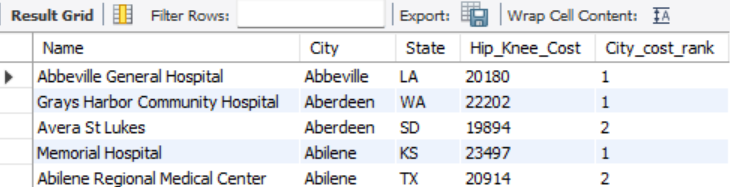 Result Grid Filter Rows: Export: Wrap Cell Content: IA
Name City State Hip_Knee_Cost City_cost_rank
Abbeville General Hospital Abbeville LA 20180 1
Grays Harbor Community Hospital Aberdeen WA 22202 1
Avera St Lukes Aberdeen SD 19894 2
Memorial Hospital Abilene KS 23497 1
Abilene Regional Medical Center Abilene TX 20914 2